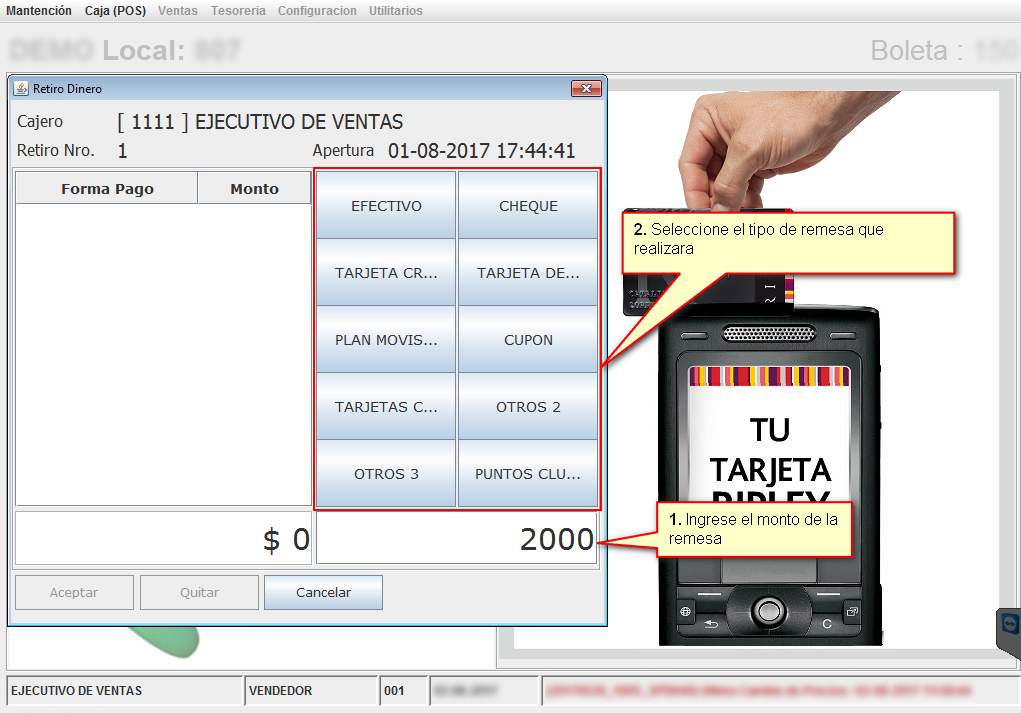 Mantención Caja (POS) Ventas Tesoreria Configuracion Utilitarios
DEMO Local: 807
Boleta : 150
Retiro Dinero
Cajero [ 1111 ] EJECUTIVO DE VENTAS
Retiro Nro. 1 Apertura 01-08-2017 17:44:41
Forma Pago Monto
EFECTIVO CHEQUE
TARJETA CR... TARJETA DE...
PLAN MOVIS... CUPON
TARJETAS C... OTROS 2
OTROS 3 PUNTOS CLU...
$ 0 2000
Aceptar Quitar Cancelar
2. Seleccione el tipo de remesa que
realizara
TU
TARJETA
RIPLEY
1. Ingrese el monto de la
remesa
C
EJECUTIVO DE VENTAS VENDEDOR 001 02-08-2017